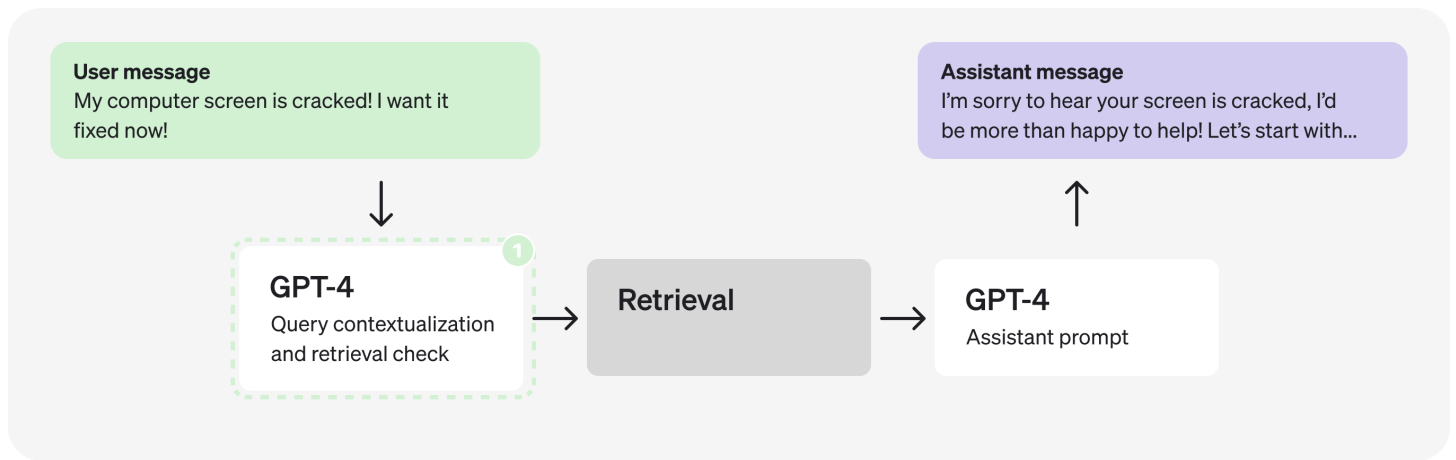 User message
My computer screen is cracked! I want it
fixed now!
Assistant message
I’m sorry to hear your screen is cracked, I’d
be more than happy to help! Let’s start with...
1
GPT-4
Query contextualization
and retrieval check
Retrieval
GPT-4
Assistant prompt